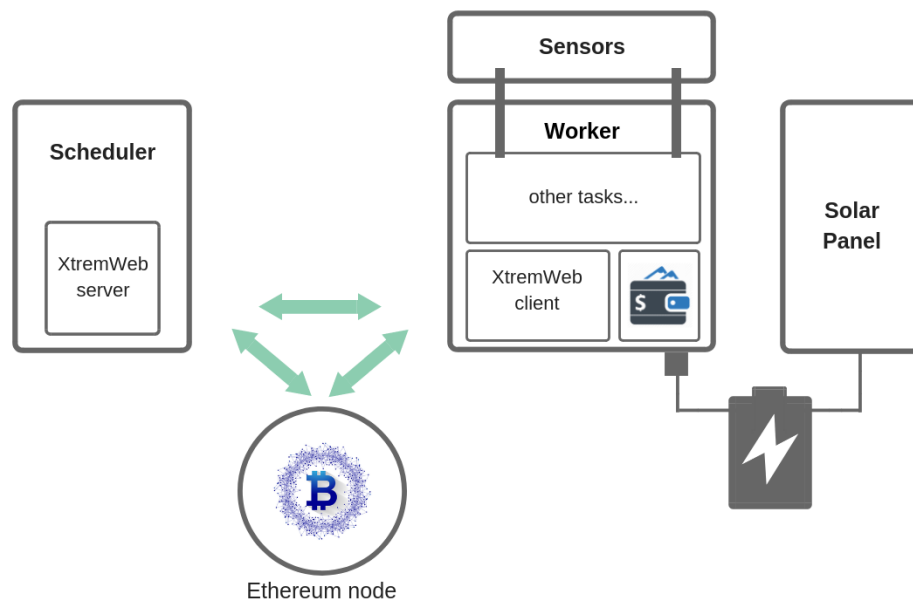 Sensors
Scheduler
Worker
other tasks...
Solar
Panel
XtremWeb
server
XtremWeb
client
$
Ethereum node